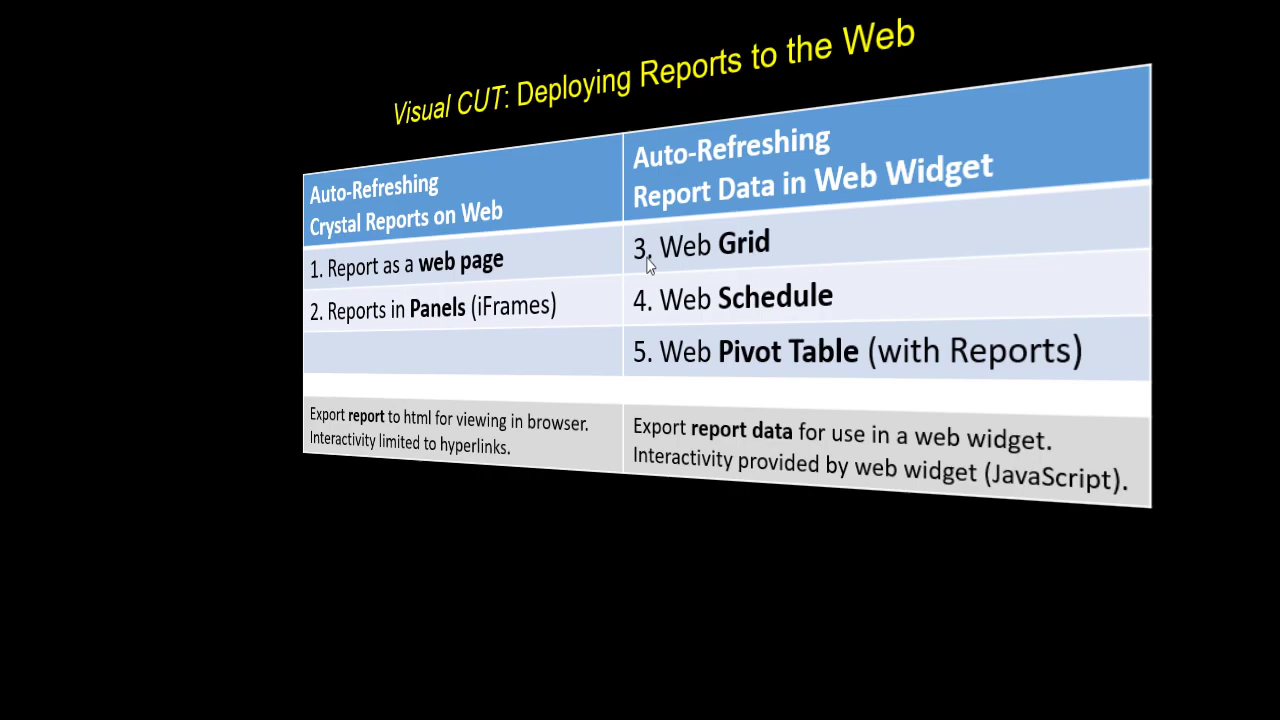 Visual CUT: Deploying Reports to the Web
Auto-Refreshing
Crystal Reports on Web
Auto-Refreshing
Report Data in Web Widget
1. Report as a web page
3. Web Grid
2. Reports in Panels (iFrames)
4. Web Schedule
5. Web Pivot Table (with Reports)
Export report to html for viewing in browser.
Interactivity limited to hyperlinks.
Export report data for use in a web widget.
Interactivity provided by web widget (JavaScript).